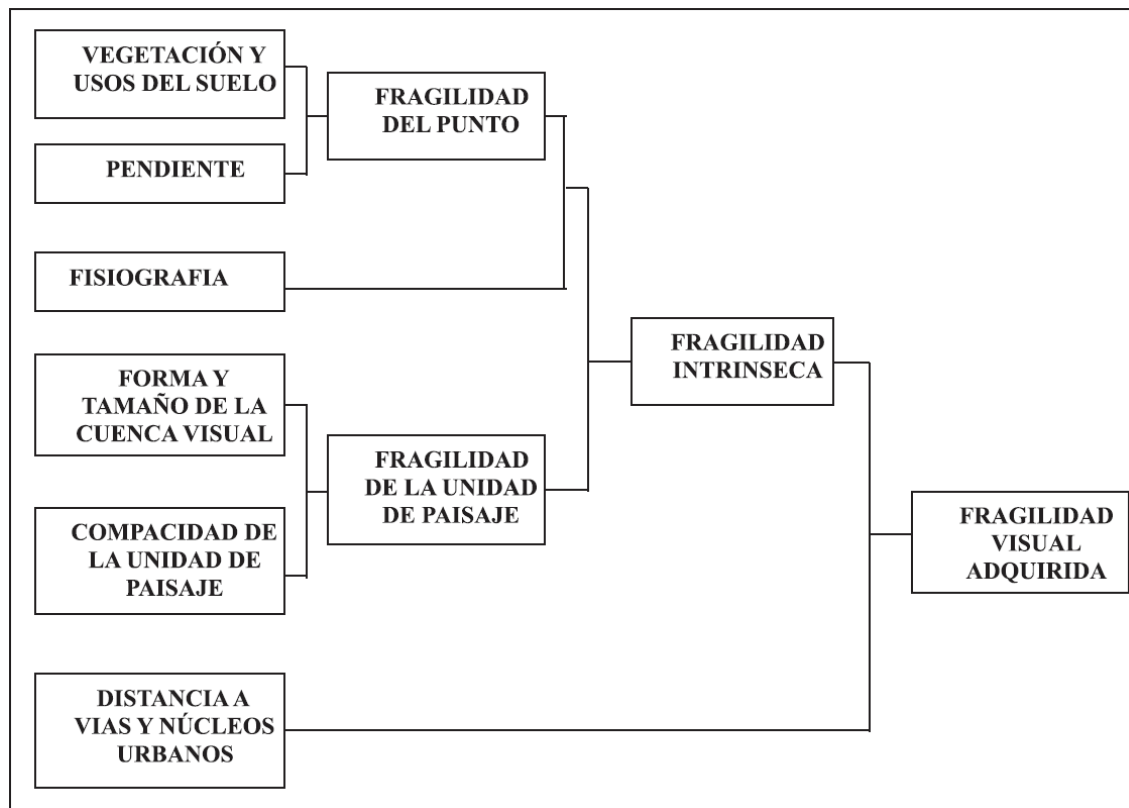 VEGETACIÓN Y
USOS DEL SUELO
PENDIENTE
FRAGILIDAD
DEL PUNTO
FISIOGRAFIA
FORMA Y
TAMAÑO DE LA
CUENCA VISUAL
COMPACIDAD DE
LA UNIDAD DE
PAISAJE
FRAGILIDAD
DE LA UNIDAD
DE PAISAJE
FRAGILIDAD
INTRINSECA
DISTANCIA A
VIAS Y NÚCLEOS
URBANOS
FRAGILIDAD
VISUAL
ADQUIRIDA